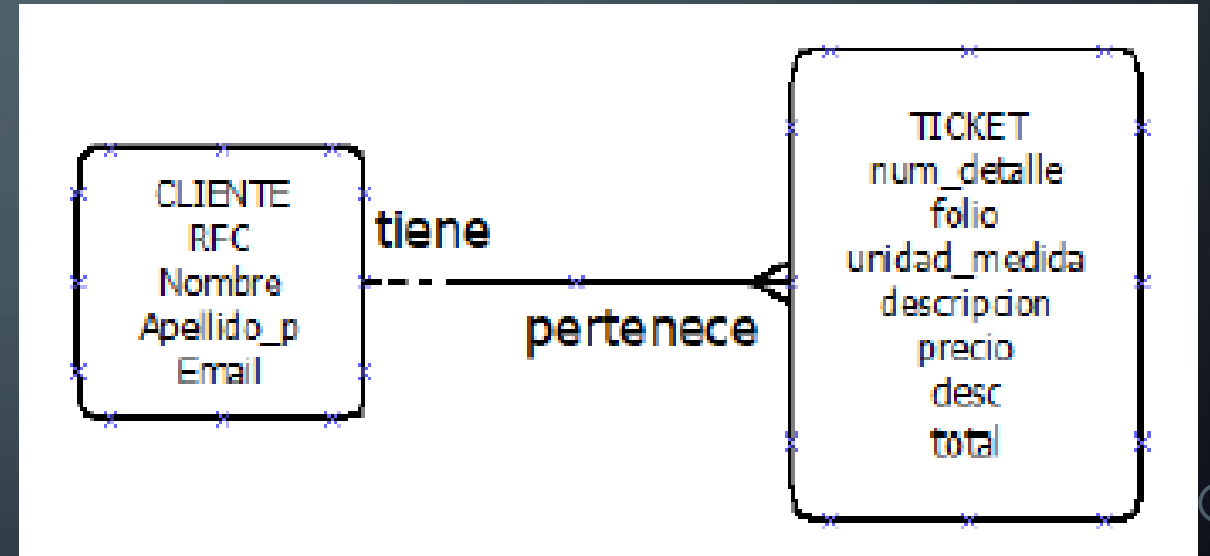 CLIENTE
RFC
Nombre
Apellido_p
Email
tiene
pertenece
TICKET
num_detalle
folio
unidad_medida
descripcion
precio
desc
total